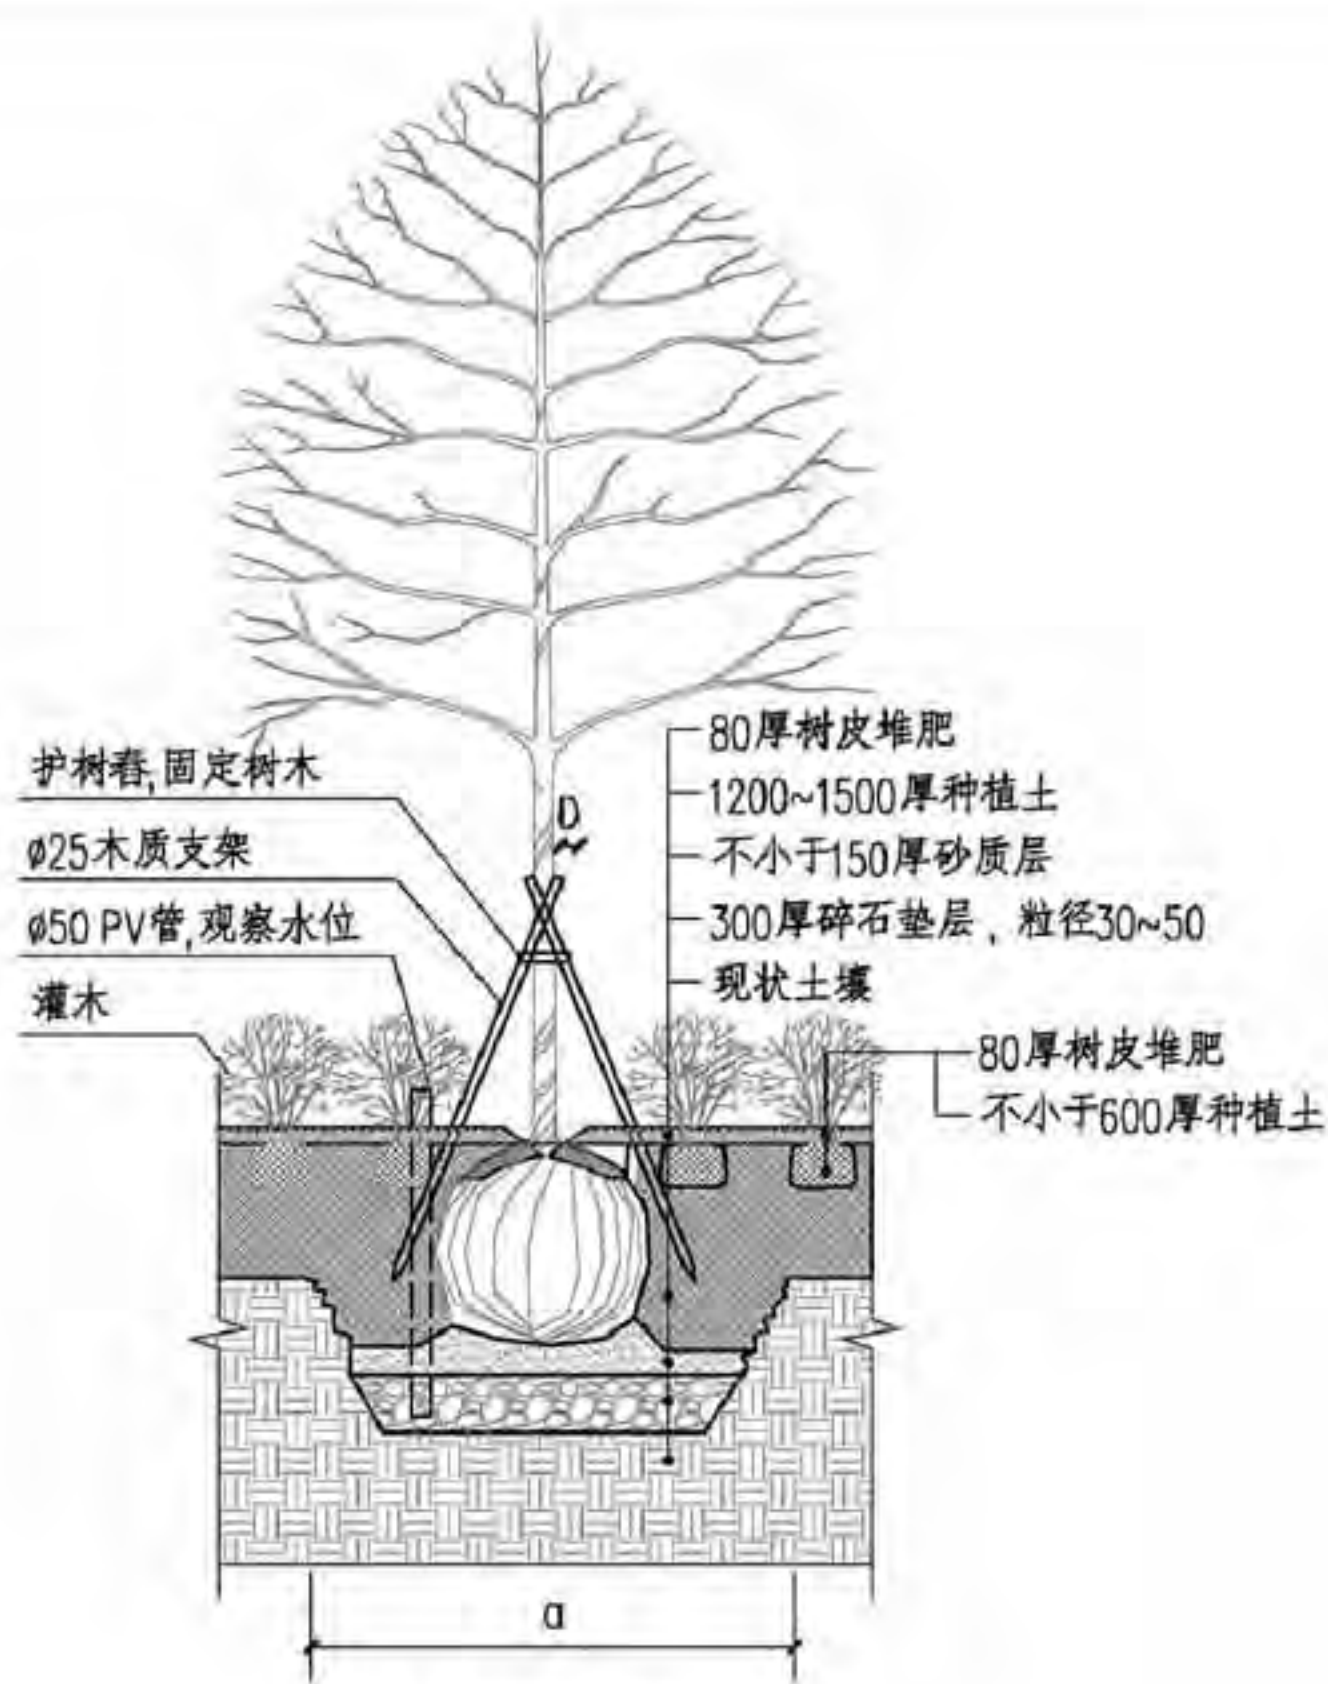 护树春,固定树木
ø25木质支架
ø50 PV管,观察水位
灌木
D
80厚树皮堆肥
1200~1500厚种植土
不小于150厚砂质层
300厚碎石垫层，粒径30~50
现状土壤
80厚树皮堆肥
不小于600厚种植土
a